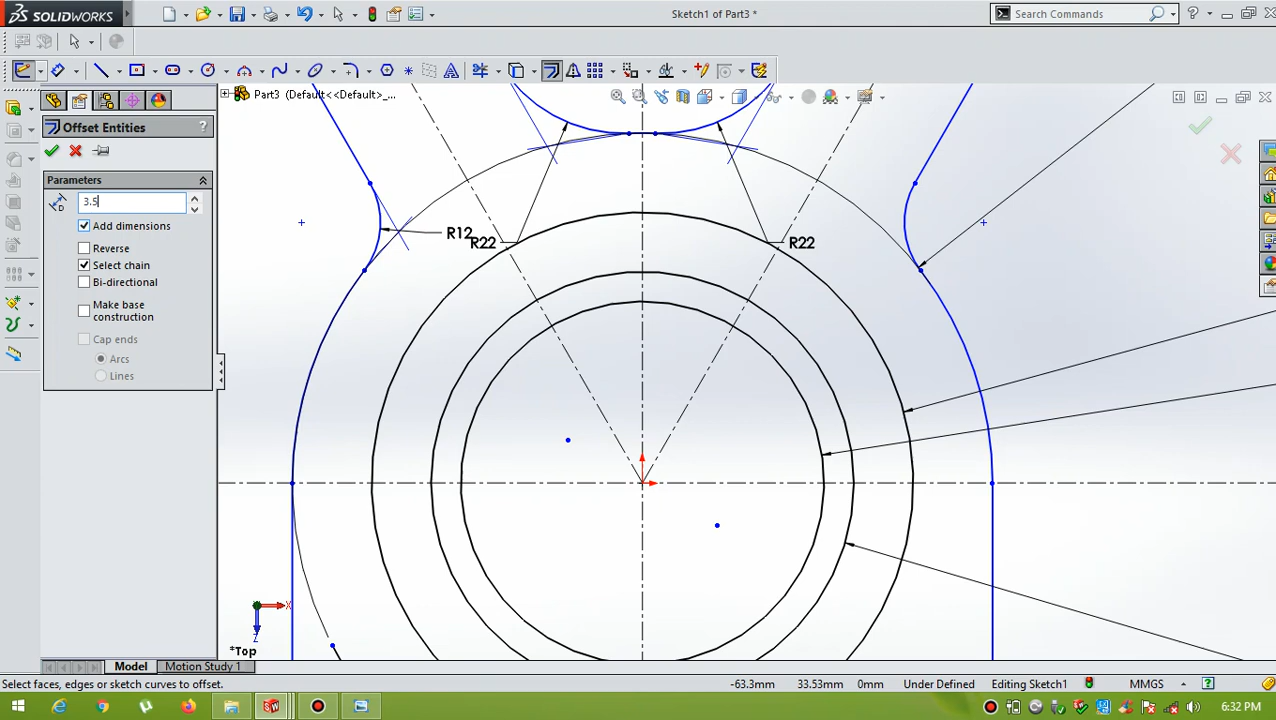 SOLIDWORKS
Sketch1 of Part3 *
Search Commands
Part3 (Default<<Default>_...
Offset Entities
?
Parameters
3.5
Add dimensions
Reverse
Select chain
Bi-directional
Make base
construction
Cap ends
Arcs
Lines
R12
R22
R22
X
Z
*Top
Model
Motion Study 1
Select faces, edges or sketch curves to offset.
-63.3mm
33.53mm
0mm
Under Defined
Editing Sketch1
MMGS
6:32 PM